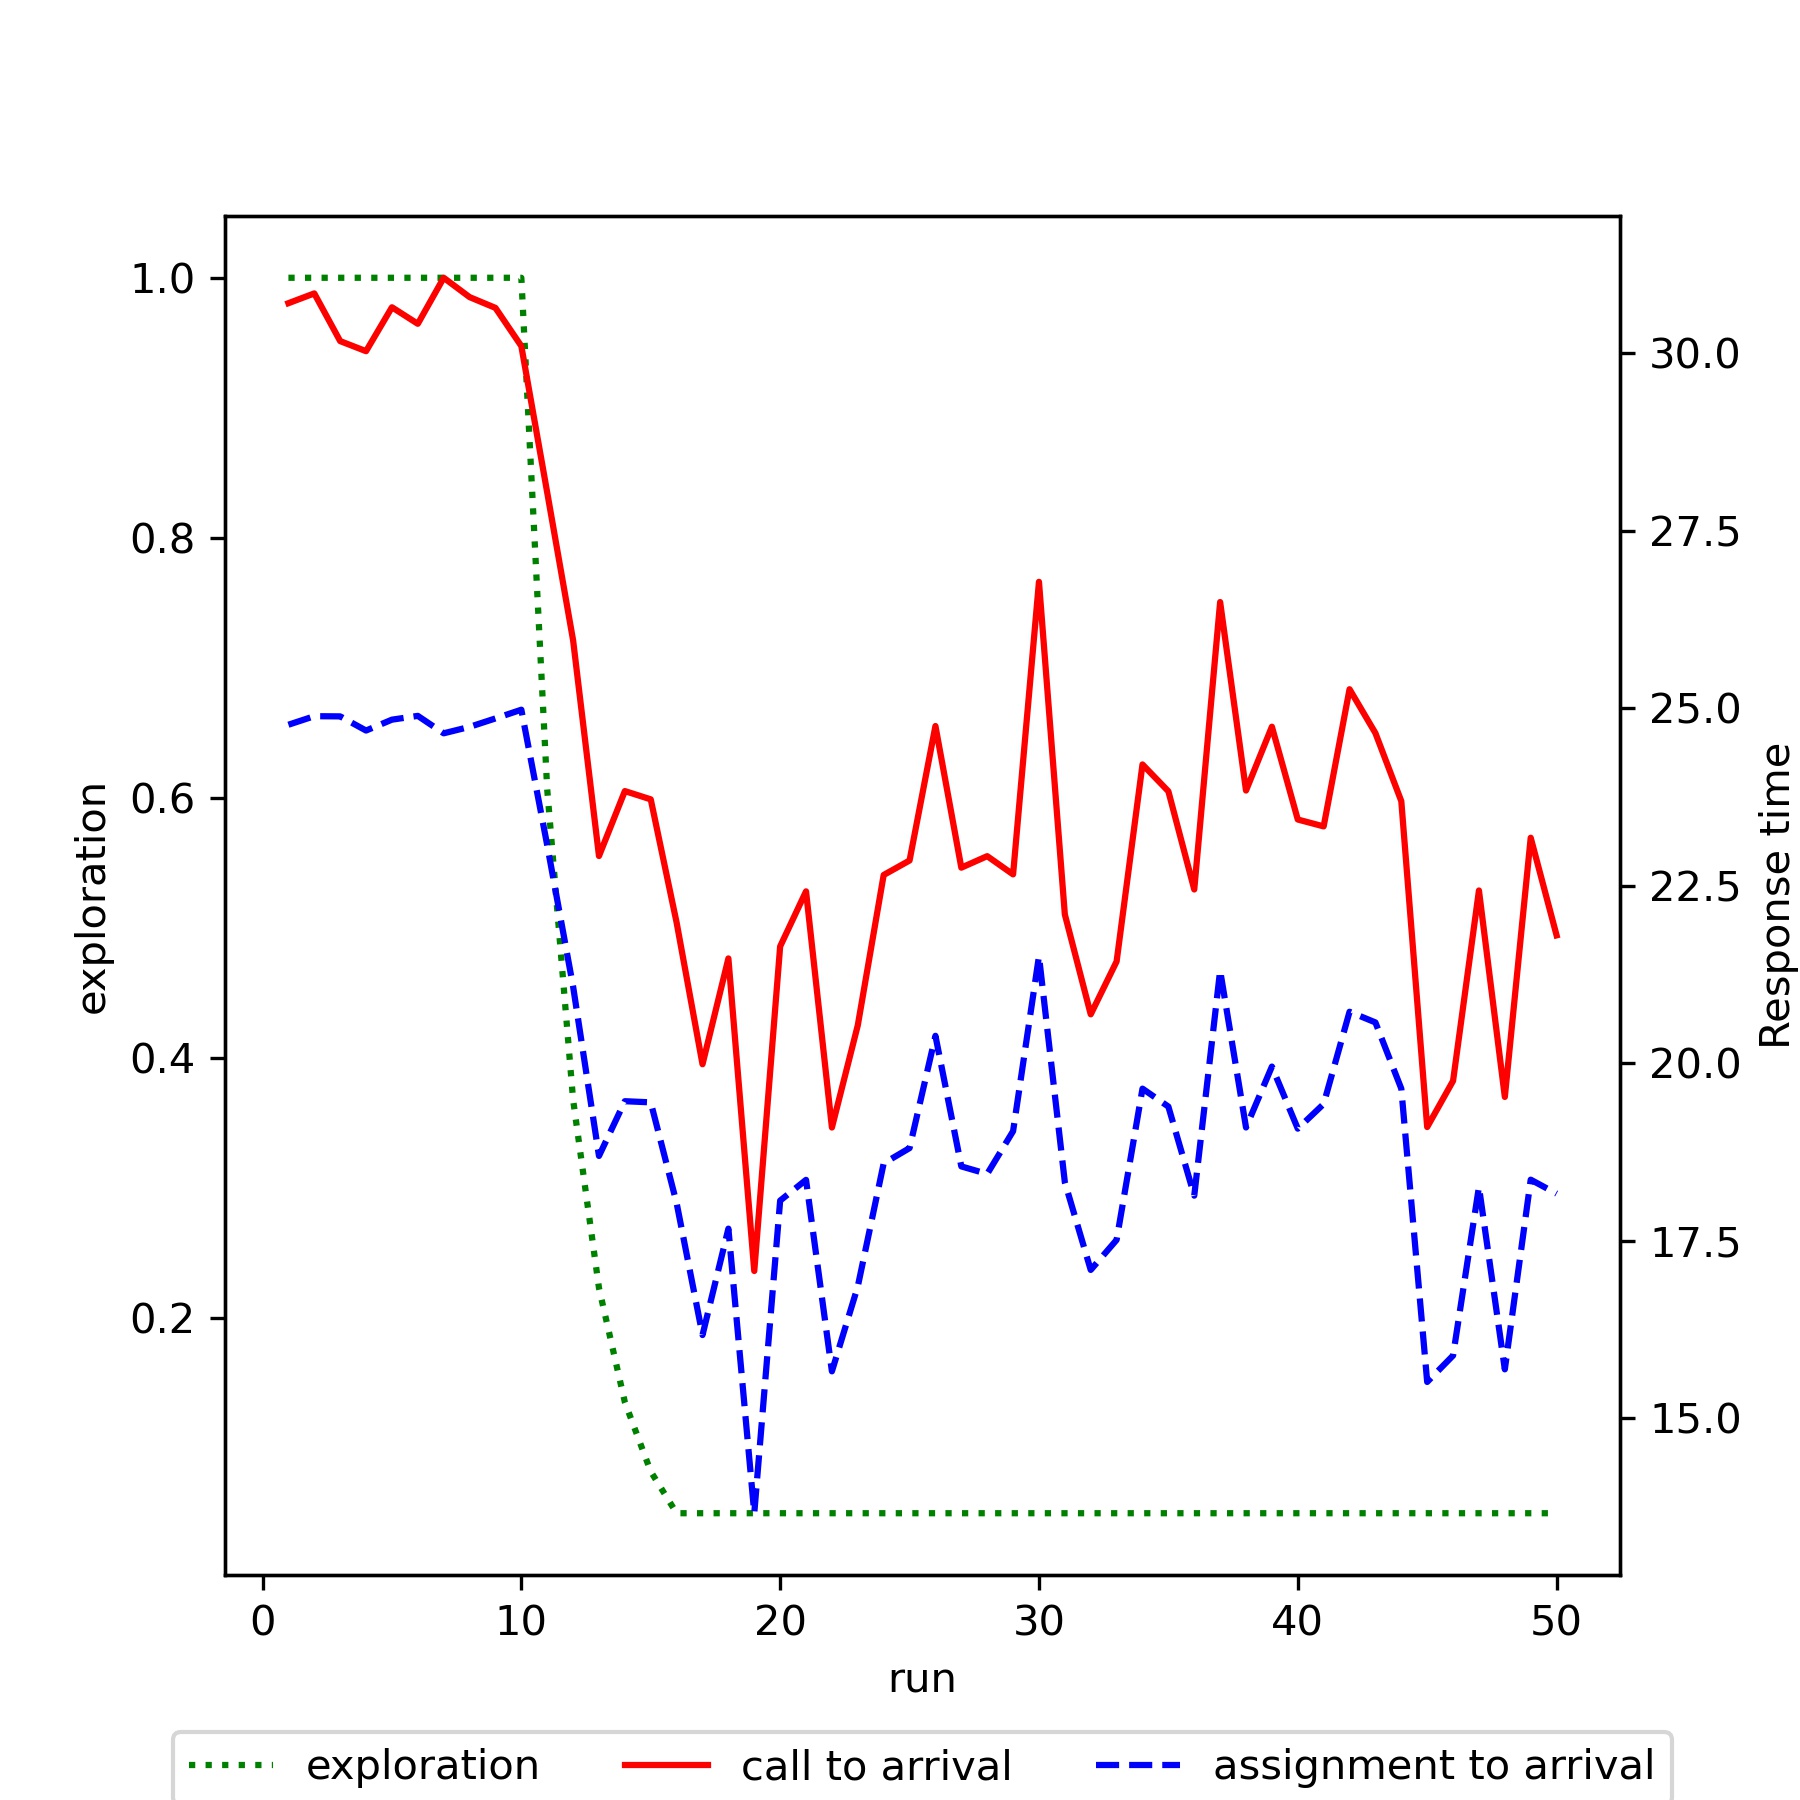 1.0
0.8
0.6
0.4
0.2
exploration
30.0
27.5
25.0
22.5
20.0
17.5
15.0
Response time
0 10 20 30 40 50
run
exploration call to arrival assignment to arrival